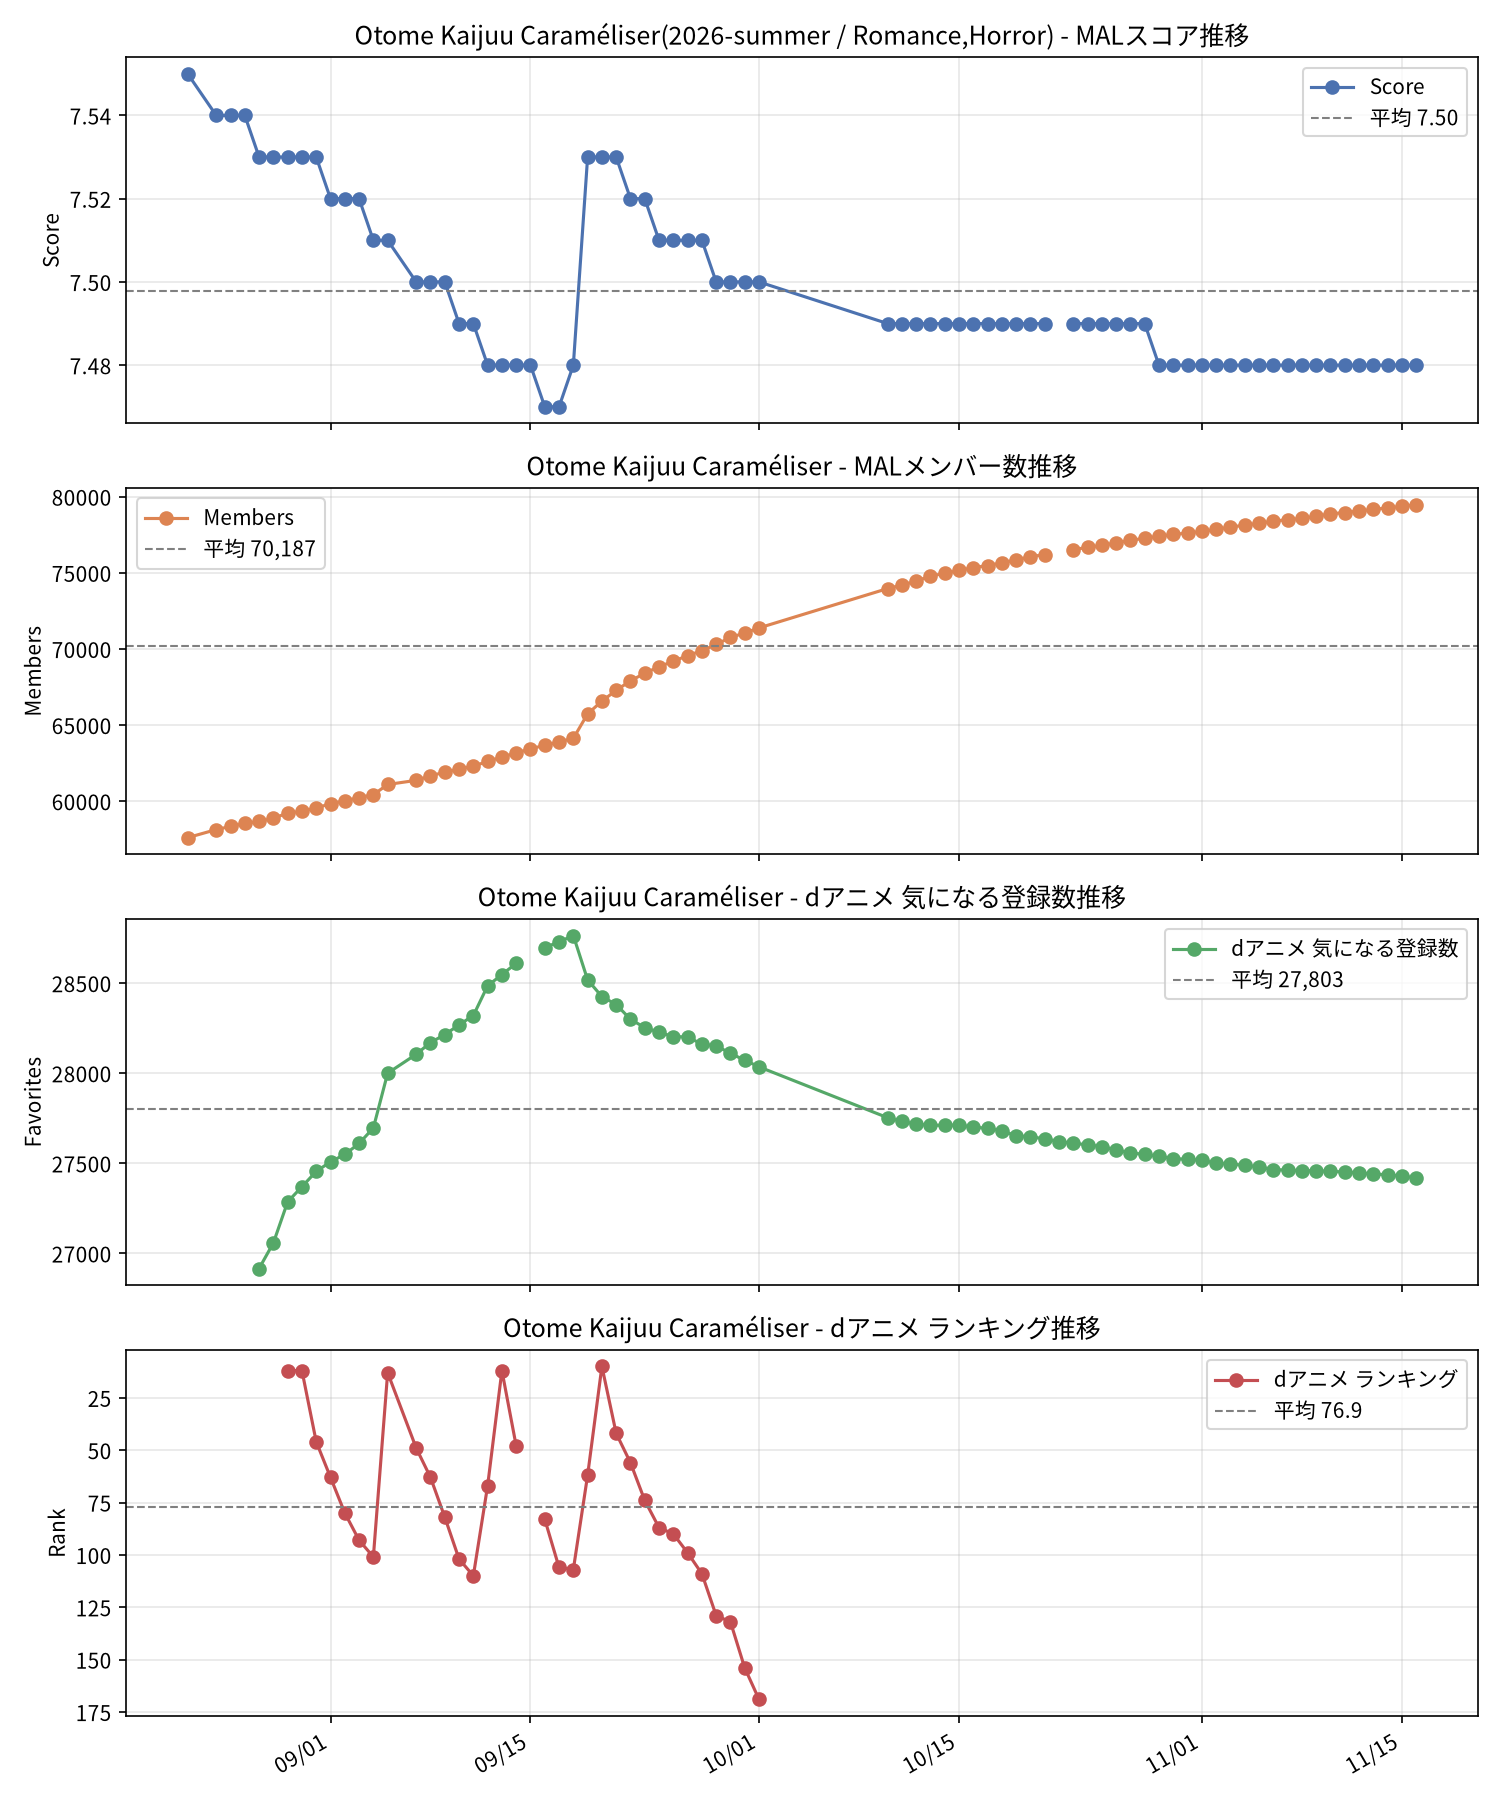 Otome Kaijuu Caraméliser(2026-summer / Romance,Horror) - MALスコア推移
Score
平均 7.50
Score
7.54
7.52
7.50
7.48
Otome Kaijuu Caraméliser - MALメンバー数推移
Members
平均 70,187
Members
80000
75000
70000
65000
60000
Otome Kaijuu Caraméliser - dアニメ 気になる登録数推移
dアニメ 気になる登録数
平均 27,803
Favorites
28500
28000
27500
27000
Otome Kaijuu Caraméliser - dアニメ ランキング推移
dアニメ ランキング
平均 76.9
Rank
25
50
75
100
125
150
175
09/01
09/15
10/01
10/15
11/01
11/15